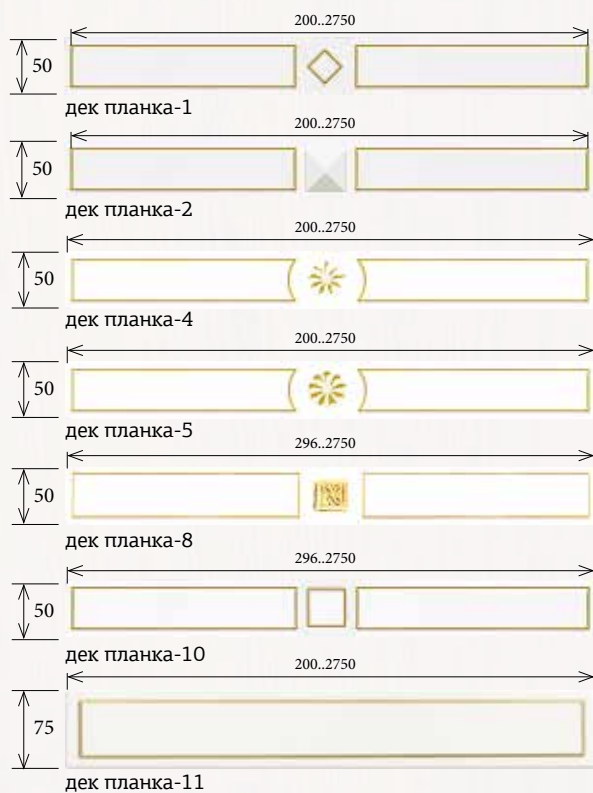 200..2750
50
дек планка-1
200..2750
50
дек планка-2
200..2750
50
дек планка-4
200..2750
50
дек планка-5
296..2750
50
дек планка-8
296..2750
50
дек планка-10
200..2750
75
дек планка-11